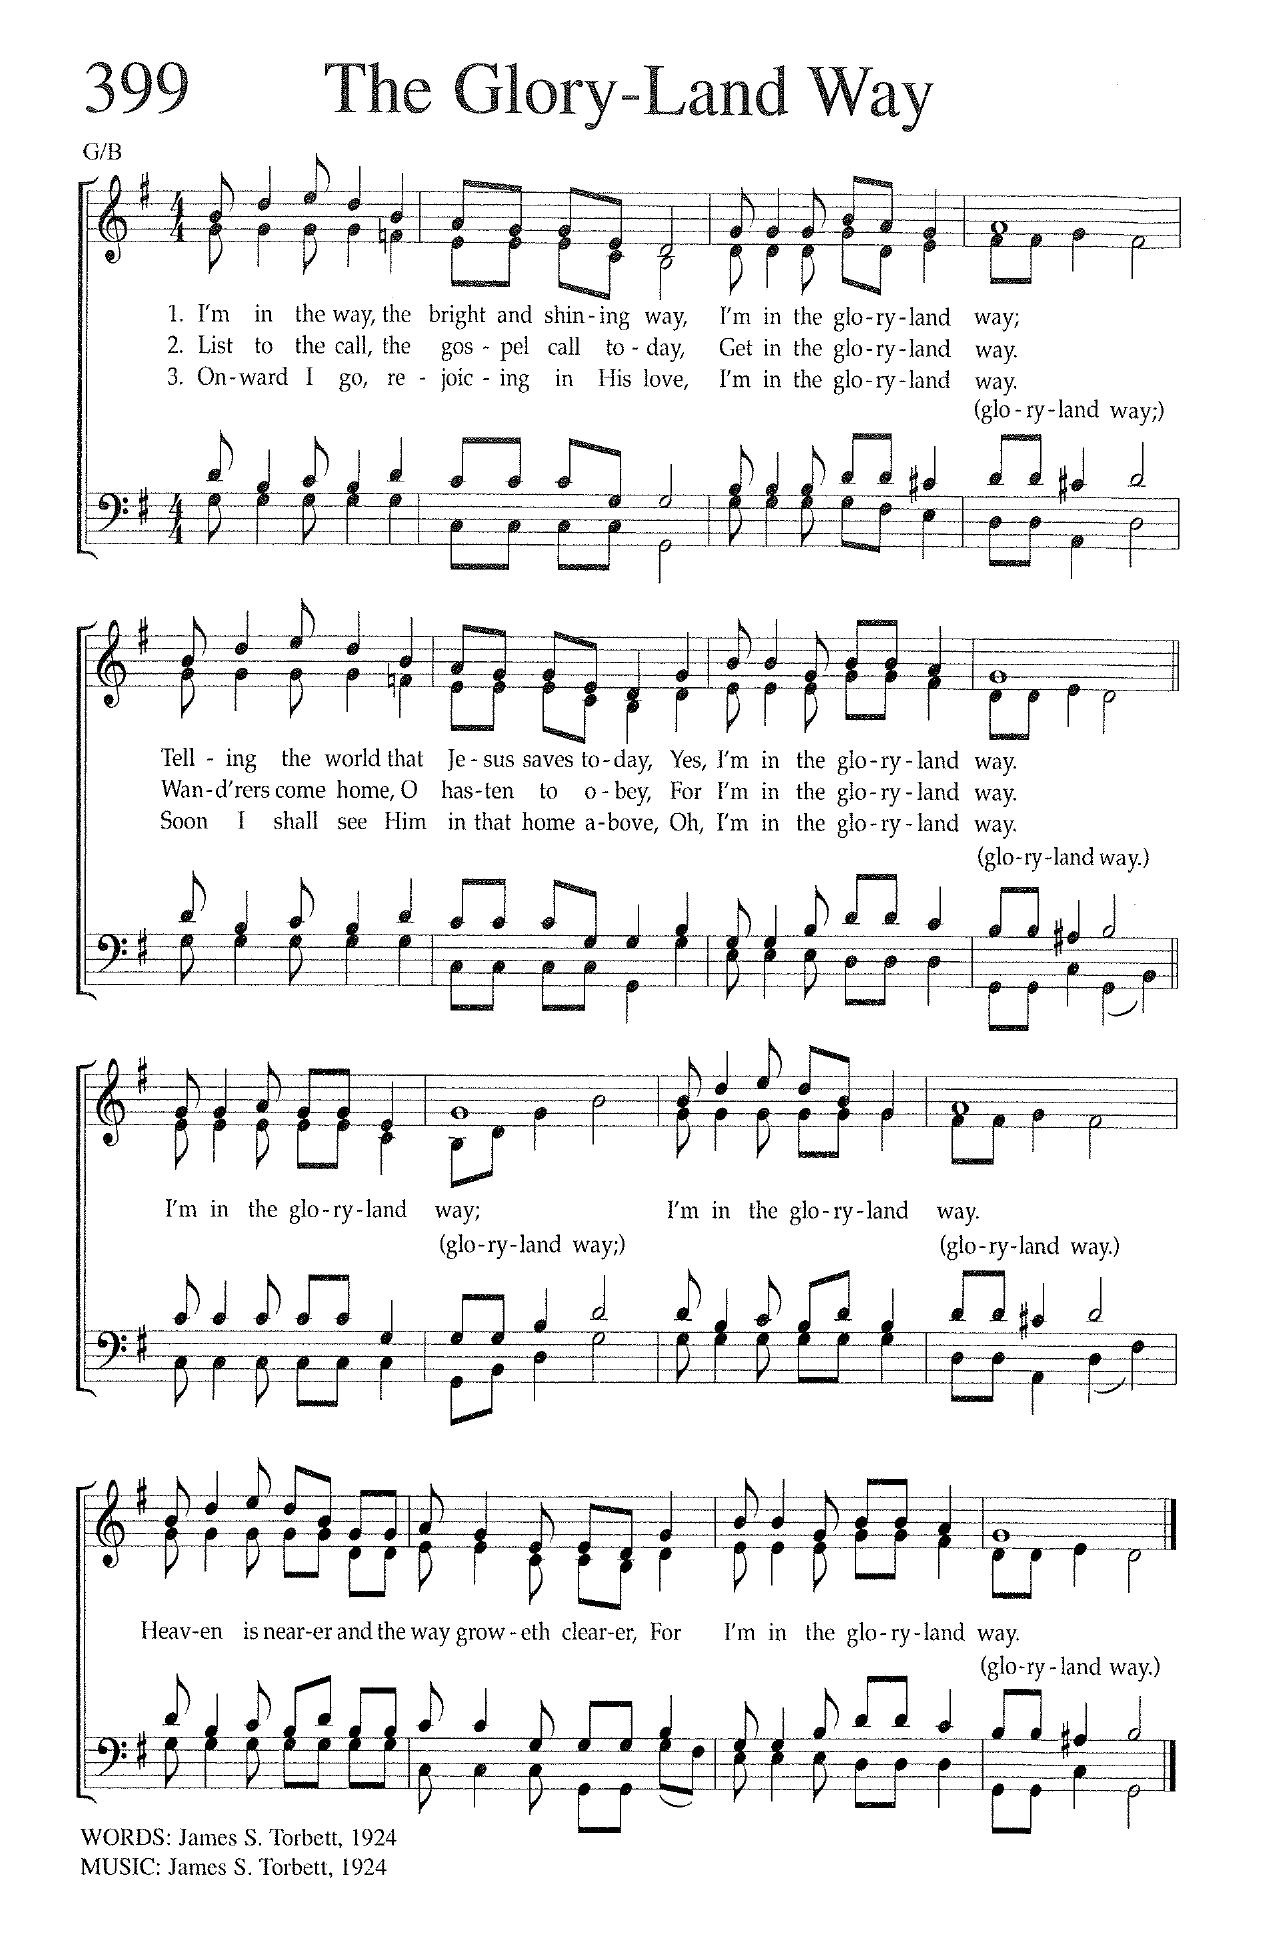 399 The Glory-Land Way
G/B
1. I'm in the way, the bright and shin-ing way, I'm in the glo-ry-land way;
2. List to the call, the gos-pel call to-day, Get in the glo-ry-land way.
3. On-ward I go, re-joic-ing in His love, I'm in the glo-ry-land way.
(glo-ry-land way;)
Tell-ing the world that Je-sus saves to-day, Yes, I'm in the glo-ry-land way.
Wan-d'rers come home, O has-ten to o-bey, For I'm in the glo-ry-land way.
Soon I shall see Him in that home a-bove, Oh, I'm in the glo-ry-land way.
(glo-ry-land way.)
I'm in the glo-ry-land way; I'm in the glo-ry-land way.
(glo-ry-land way;) (glo-ry-land way.)
Heav-en is near-er and the way grow-eth clear-er, For I'm in the glo-ry-land way.
(glo-ry-land way.)
WORDS: James S. Torbett, 1924
MUSIC: James S. Torbett, 1924